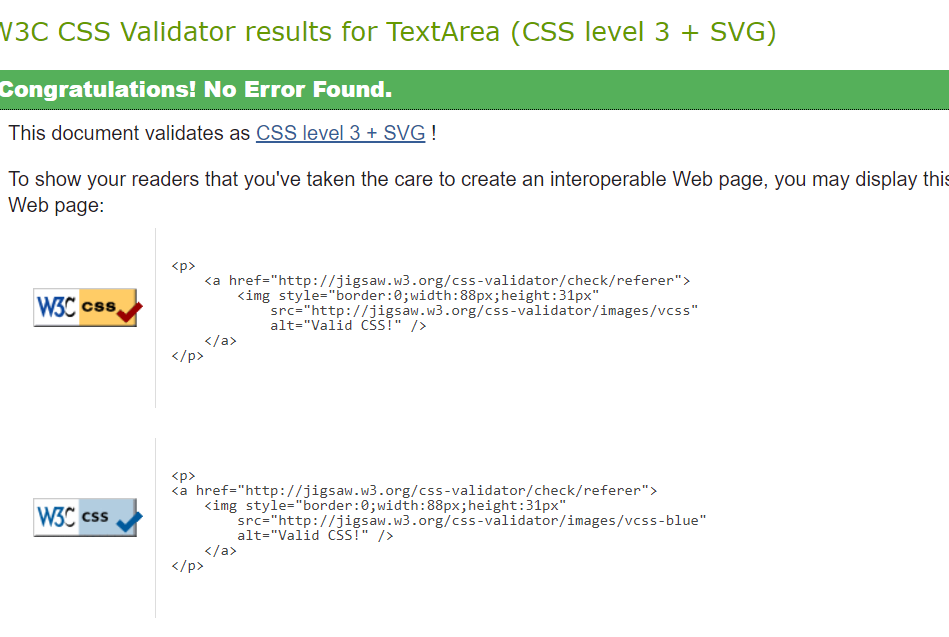 W3C CSS Validator results for TextArea (CSS level 3 + SVG)
Congratulations! No Error Found.
This document validates as CSS level 3 + SVG !
To show your readers that you've taken the care to create an interoperable Web page, you may display this
Web page:
W3C css
<p>
<a href="http://jigsaw.w3.org/css-validator/check/referer">
<img style="border:0;width:88px;height:31px"
src="http://jigsaw.w3.org/css-validator/images/vcss"
alt="Valid CSS!" />
</a>
</p>
W3C css
<p>
<a href="http://jigsaw.w3.org/css-validator/check/referer">
<img style="border:0;width:88px;height:31px"
src="http://jigsaw.w3.org/css-validator/images/vcss-blue"
alt="Valid CSS!" />
</a>
</p>